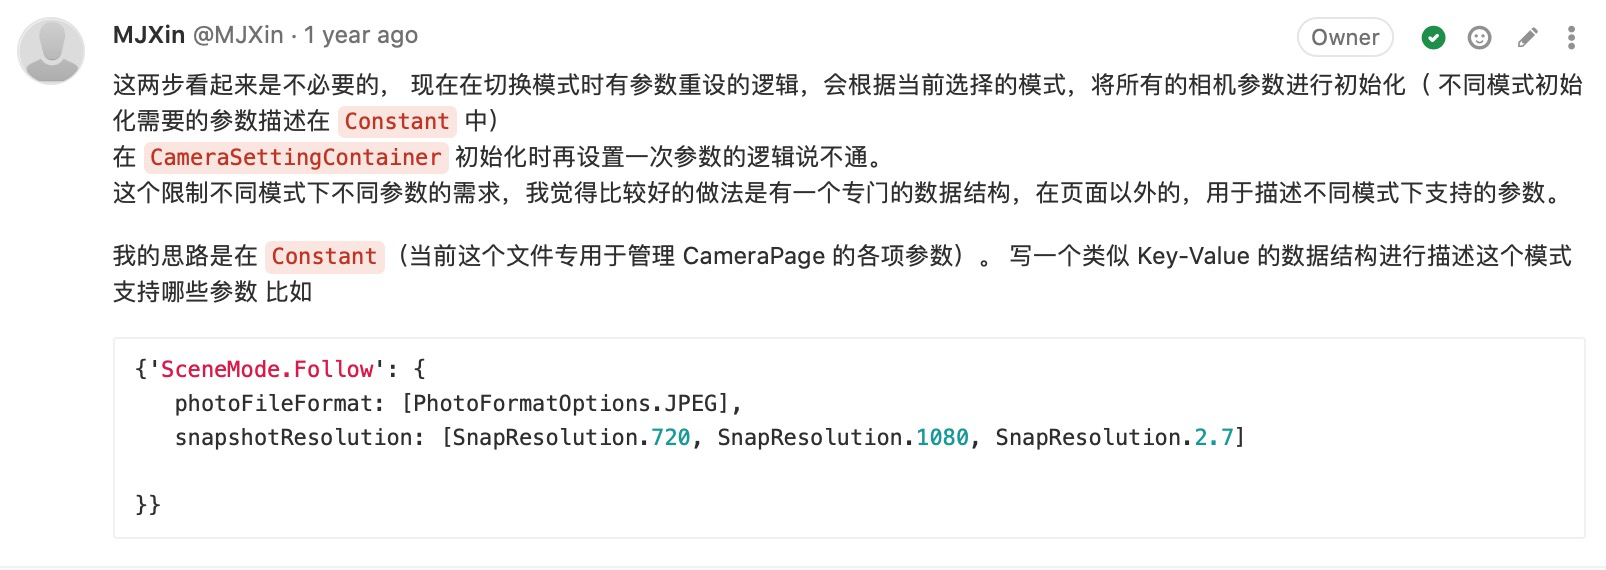 MJXin @MJXin · 1 year ago Owner
这两步看起来是不必要的， 现在在切换模式时有参数重设的逻辑，会根据当前选择的模式，将所有的相机参数进行初始化（ 不同模式初始
化需要的参数描述在 Constant 中）
在 CameraSettingContainer 初始化时再设置一次参数的逻辑说不通。
这个限制不同模式下不同参数的需求，我觉得比较好的做法是有一个专门的数据结构，在页面以外的，用于描述不同模式下支持的参数。
我的思路是在 Constant（当前这个文件专用于管理 CameraPage 的各项参数）。 写一个类似 Key-Value 的数据结构进行描述这个模式
支持哪些参数 比如
{'SceneMode.Follow': {
photoFileFormat: [PhotoFormatOptions.JPEG],
snapshotResolution: [SnapResolution.720, SnapResolution.1080, SnapResolution.2.7]
}}